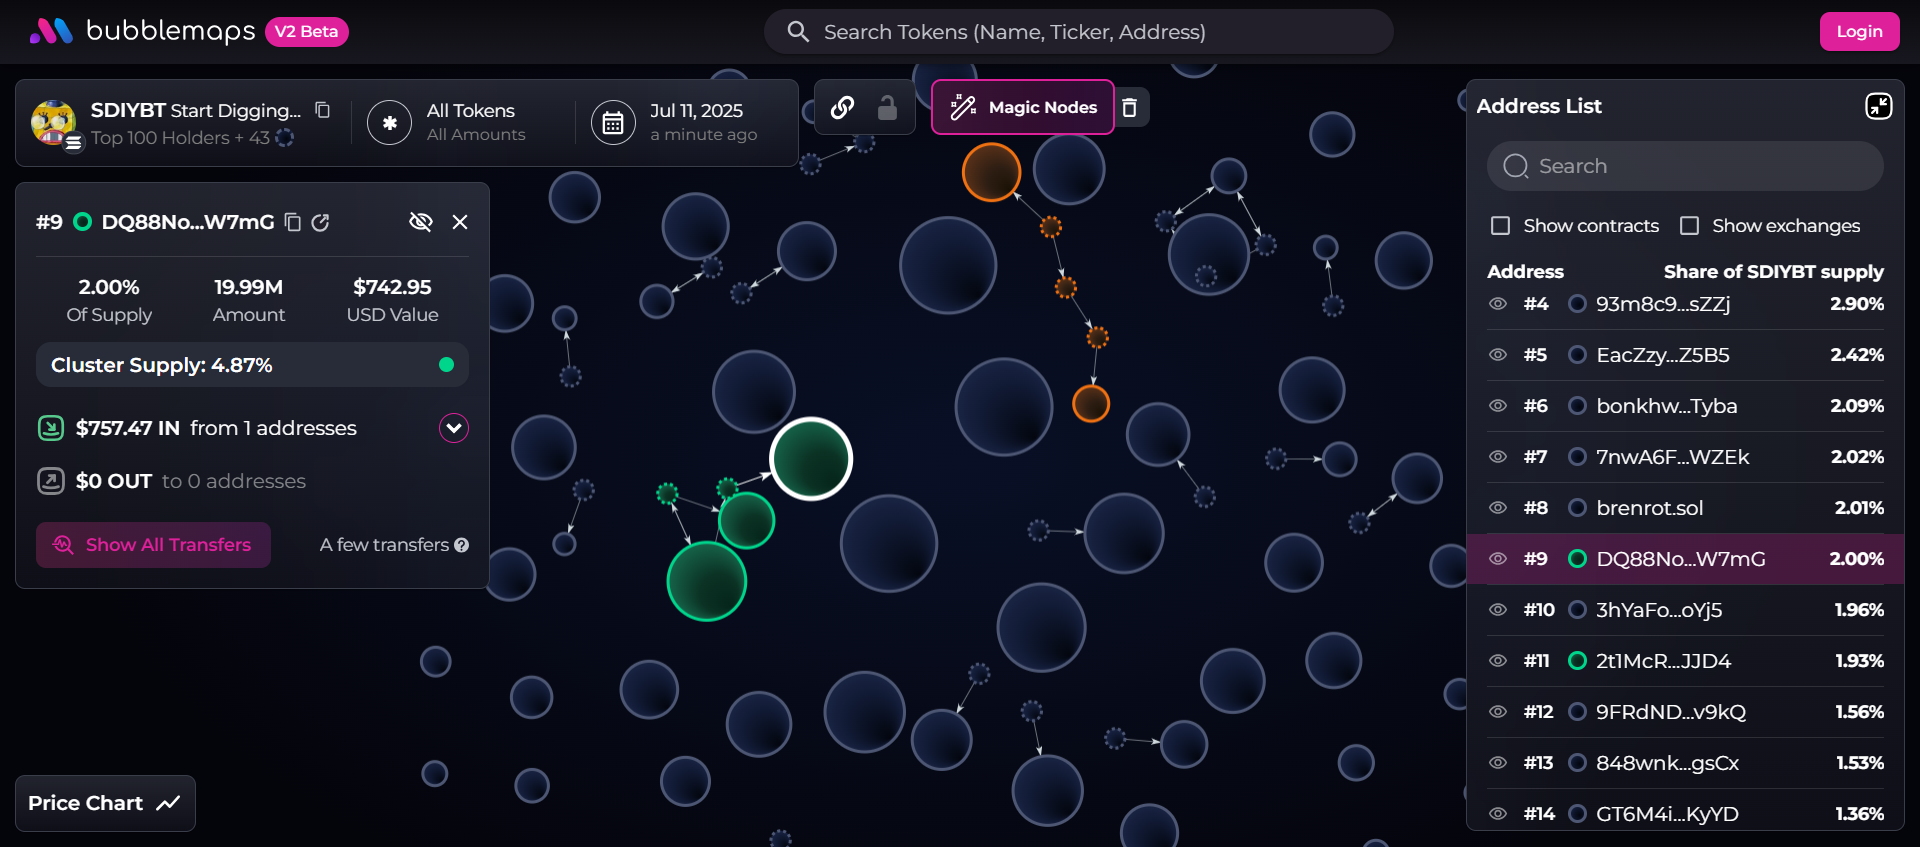 bubblemaps V2 Beta
Search Tokens (Name, Ticker, Address)
Login
SDIYBT Start Digging...
Top 100 Holders + 43
All Tokens
All Amounts
Jul 11, 2025
a minute ago
Magic Nodes
#9 DQ88No...W7mG
2.00% 19.99M $742.95
Of Supply Amount USD Value
Cluster Supply: 4.87%
$757.47 IN from 1 addresses
$0 OUT to 0 addresses
Show All Transfers A few transfers ?
Price Chart
Address List
Search
Show contracts Show exchanges
Address Share of SDIYBT supply
#4 93m8c9...sZZj 2.90%
#5 EacZzy...Z5B5 2.42%
#6 bonkhw...Tyba 2.09%
#7 7nwA6F...WZEk 2.02%
#8 brenrot.sol 2.01%
#9 DQ88No...W7mG 2.00%
#10 3hYaFo...oYj5 1.96%
#11 2t1McR...JJD4 1.93%
#12 9FRdND...v9kQ 1.56%
#13 848wnk...gsCx 1.53%
#14 GT6M4i...KyYD 1.36%